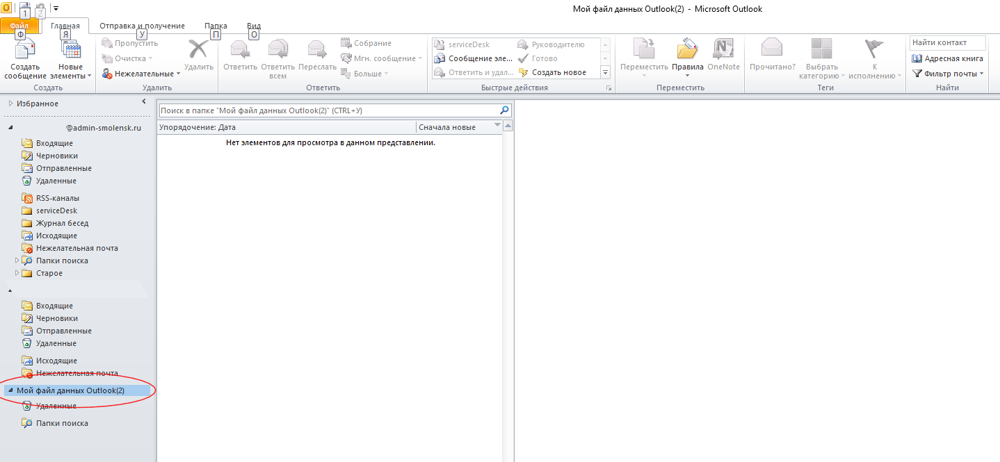 Мой файл данных Outlook(2) - Microsoft Outlook
1 2
Файл Главная Отправка и получение Папка Вид
Ф Я У П О
Создать сообщение
Новые элементы
Создать
Пропустить
Очистка
Нежелательные
Удалить
Удалить
Ответить
Ответить всем
Переслать
Собрание
Мгн. сообщение
Больше
Ответить
serviceDesk
Сообщение эле...
Ответить и удал...
Руководителю
Готово
Создать новое
Быстрые действия
Переместить
Правила
OneNote
Переместить
Прочитано?
Выбрать категорию
К исполнению
Теги
Найти контакт
Адресная книга
Фильтр почты
Найти
Избранное
@admin-smolensk.ru
Входящие
Черновики
Отправленные
Удаленные
RSS-каналы
serviceDesk
Журнал бесед
Исходящие
Нежелательная почта
Папки поиска
Старое
Входящие
Черновики
Отправленные
Удаленные
Исходящие
Нежелательная почта
Мой файл данных Outlook(2)
Удаленные
Папки поиска
Поиск в папке "Мой файл данных Outlook(2)" (CTRL+У)
Упорядочение: Дата Сначала новые
Нет элементов для просмотра в данном представлении.